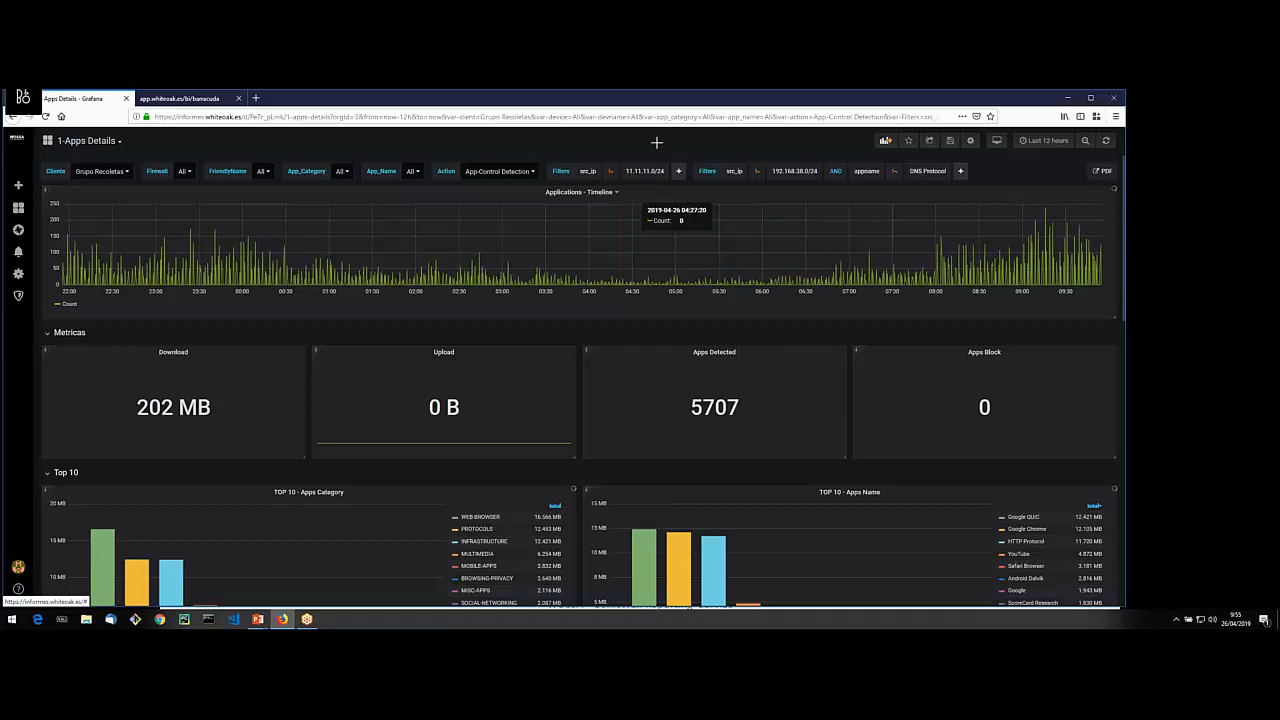 BO
Apps Details - Grafana
app.whiteoak.es/bi/barracuda
1-Apps Details
Last 12 hours
Cliente Grupo Recoletas Firewall All FriendlyName All App_Category All App_Name All Action App-Control Detection Filters src_ip 11.11.11.0/24 + Filters src_ip 192.168.38.0/24 AND appname DNS Protocol + PDF
Applications - Timeline
2019-04-26 04:27:20
Count: 0
250
200
150
100
50
0
22:00 22:30 23:00 23:30 00:00 00:30 01:00 01:30 02:00 02:30 03:00 03:30 04:00 04:30 05:00 05:30 06:00 06:30 07:00 07:30 08:00 08:30 09:00 09:30
Count
Metricas
Download
202 MB
Upload
0 B
Apps Detected
5707
Apps Block
0
Top 10
TOP 10 - Apps Category
20 MB
15 MB
10 MB
total
WEB-BROWSER 16.566 MB
PROTOCOLS 12.453 MB
INFRASTRUCTURE 12.421 MB
MULTIMEDIA 6.254 MB
MOBILE-APPS 2.832 MB
BROWSING-PRIVACY 2.640 MB
MISC-APPS 2.116 MB
SOCIAL-NETWORKING 2.087 MB
TOP 10 - Apps Name
15 MB
13 MB
10 MB
8 MB
5 MB
total
Google QUIC 12.421 MB
Google Chrome 12.105 MB
HTTP Protocol 11.720 MB
YouTube 4.872 MB
Safari Browser 3.181 MB
Android Dalvik 2.816 MB
Google 1.943 MB
ScoreCard Research 1.830 MB
https://informes.whiteoak.es/#
9:55
26/04/2019